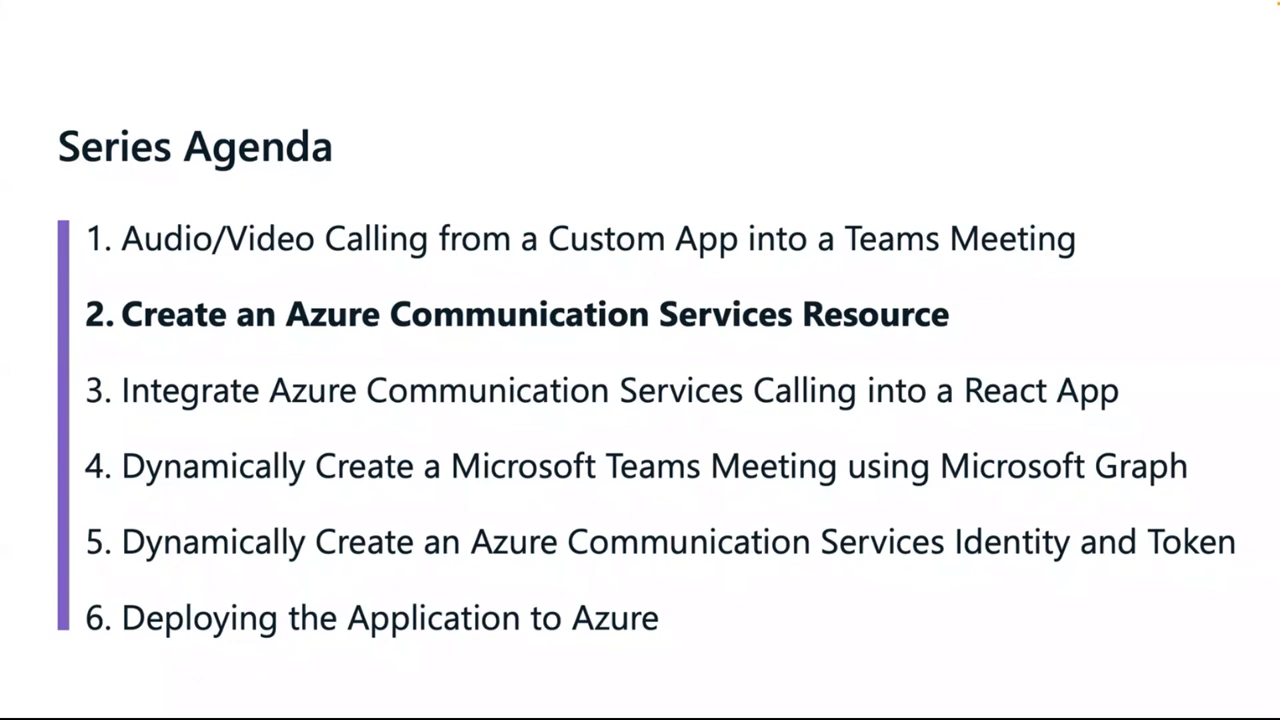 Series Agenda
1. Audio/Video Calling from a Custom App into a Teams Meeting
2. Create an Azure Communication Services Resource
3. Integrate Azure Communication Services Calling into a React App
4. Dynamically Create a Microsoft Teams Meeting using Microsoft Graph
5. Dynamically Create an Azure Communication Services Identity and Token
6. Deploying the Application to Azure